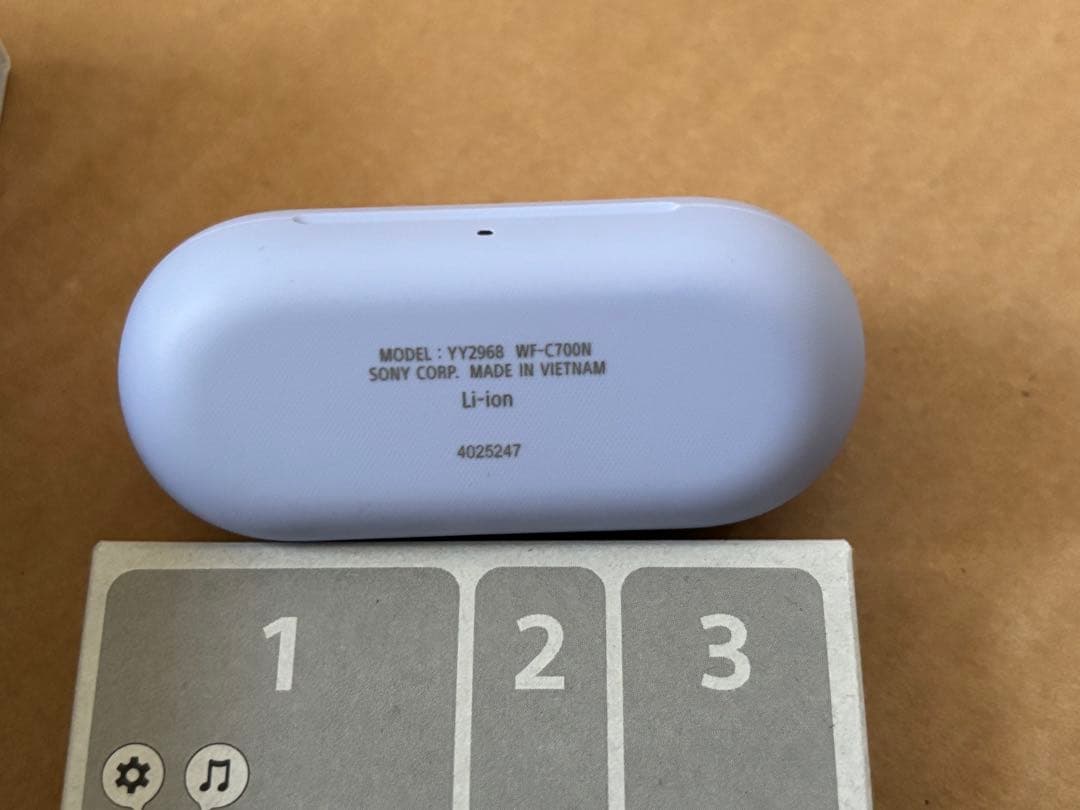 MODEL : YY2968 WF-C700N
SONY CORP. MADE IN VIETNAM
Li-ion
4025247
1 2 3